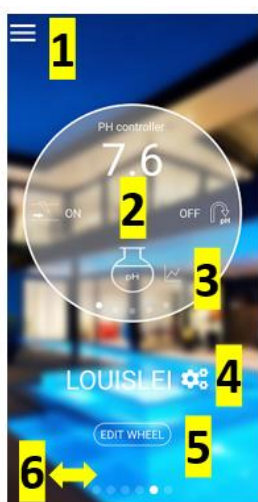 1
PH controller
7.6
2
ON
OFF
pH
pH
3
LOUISLEI
4
EDIT WHEEL
5
6